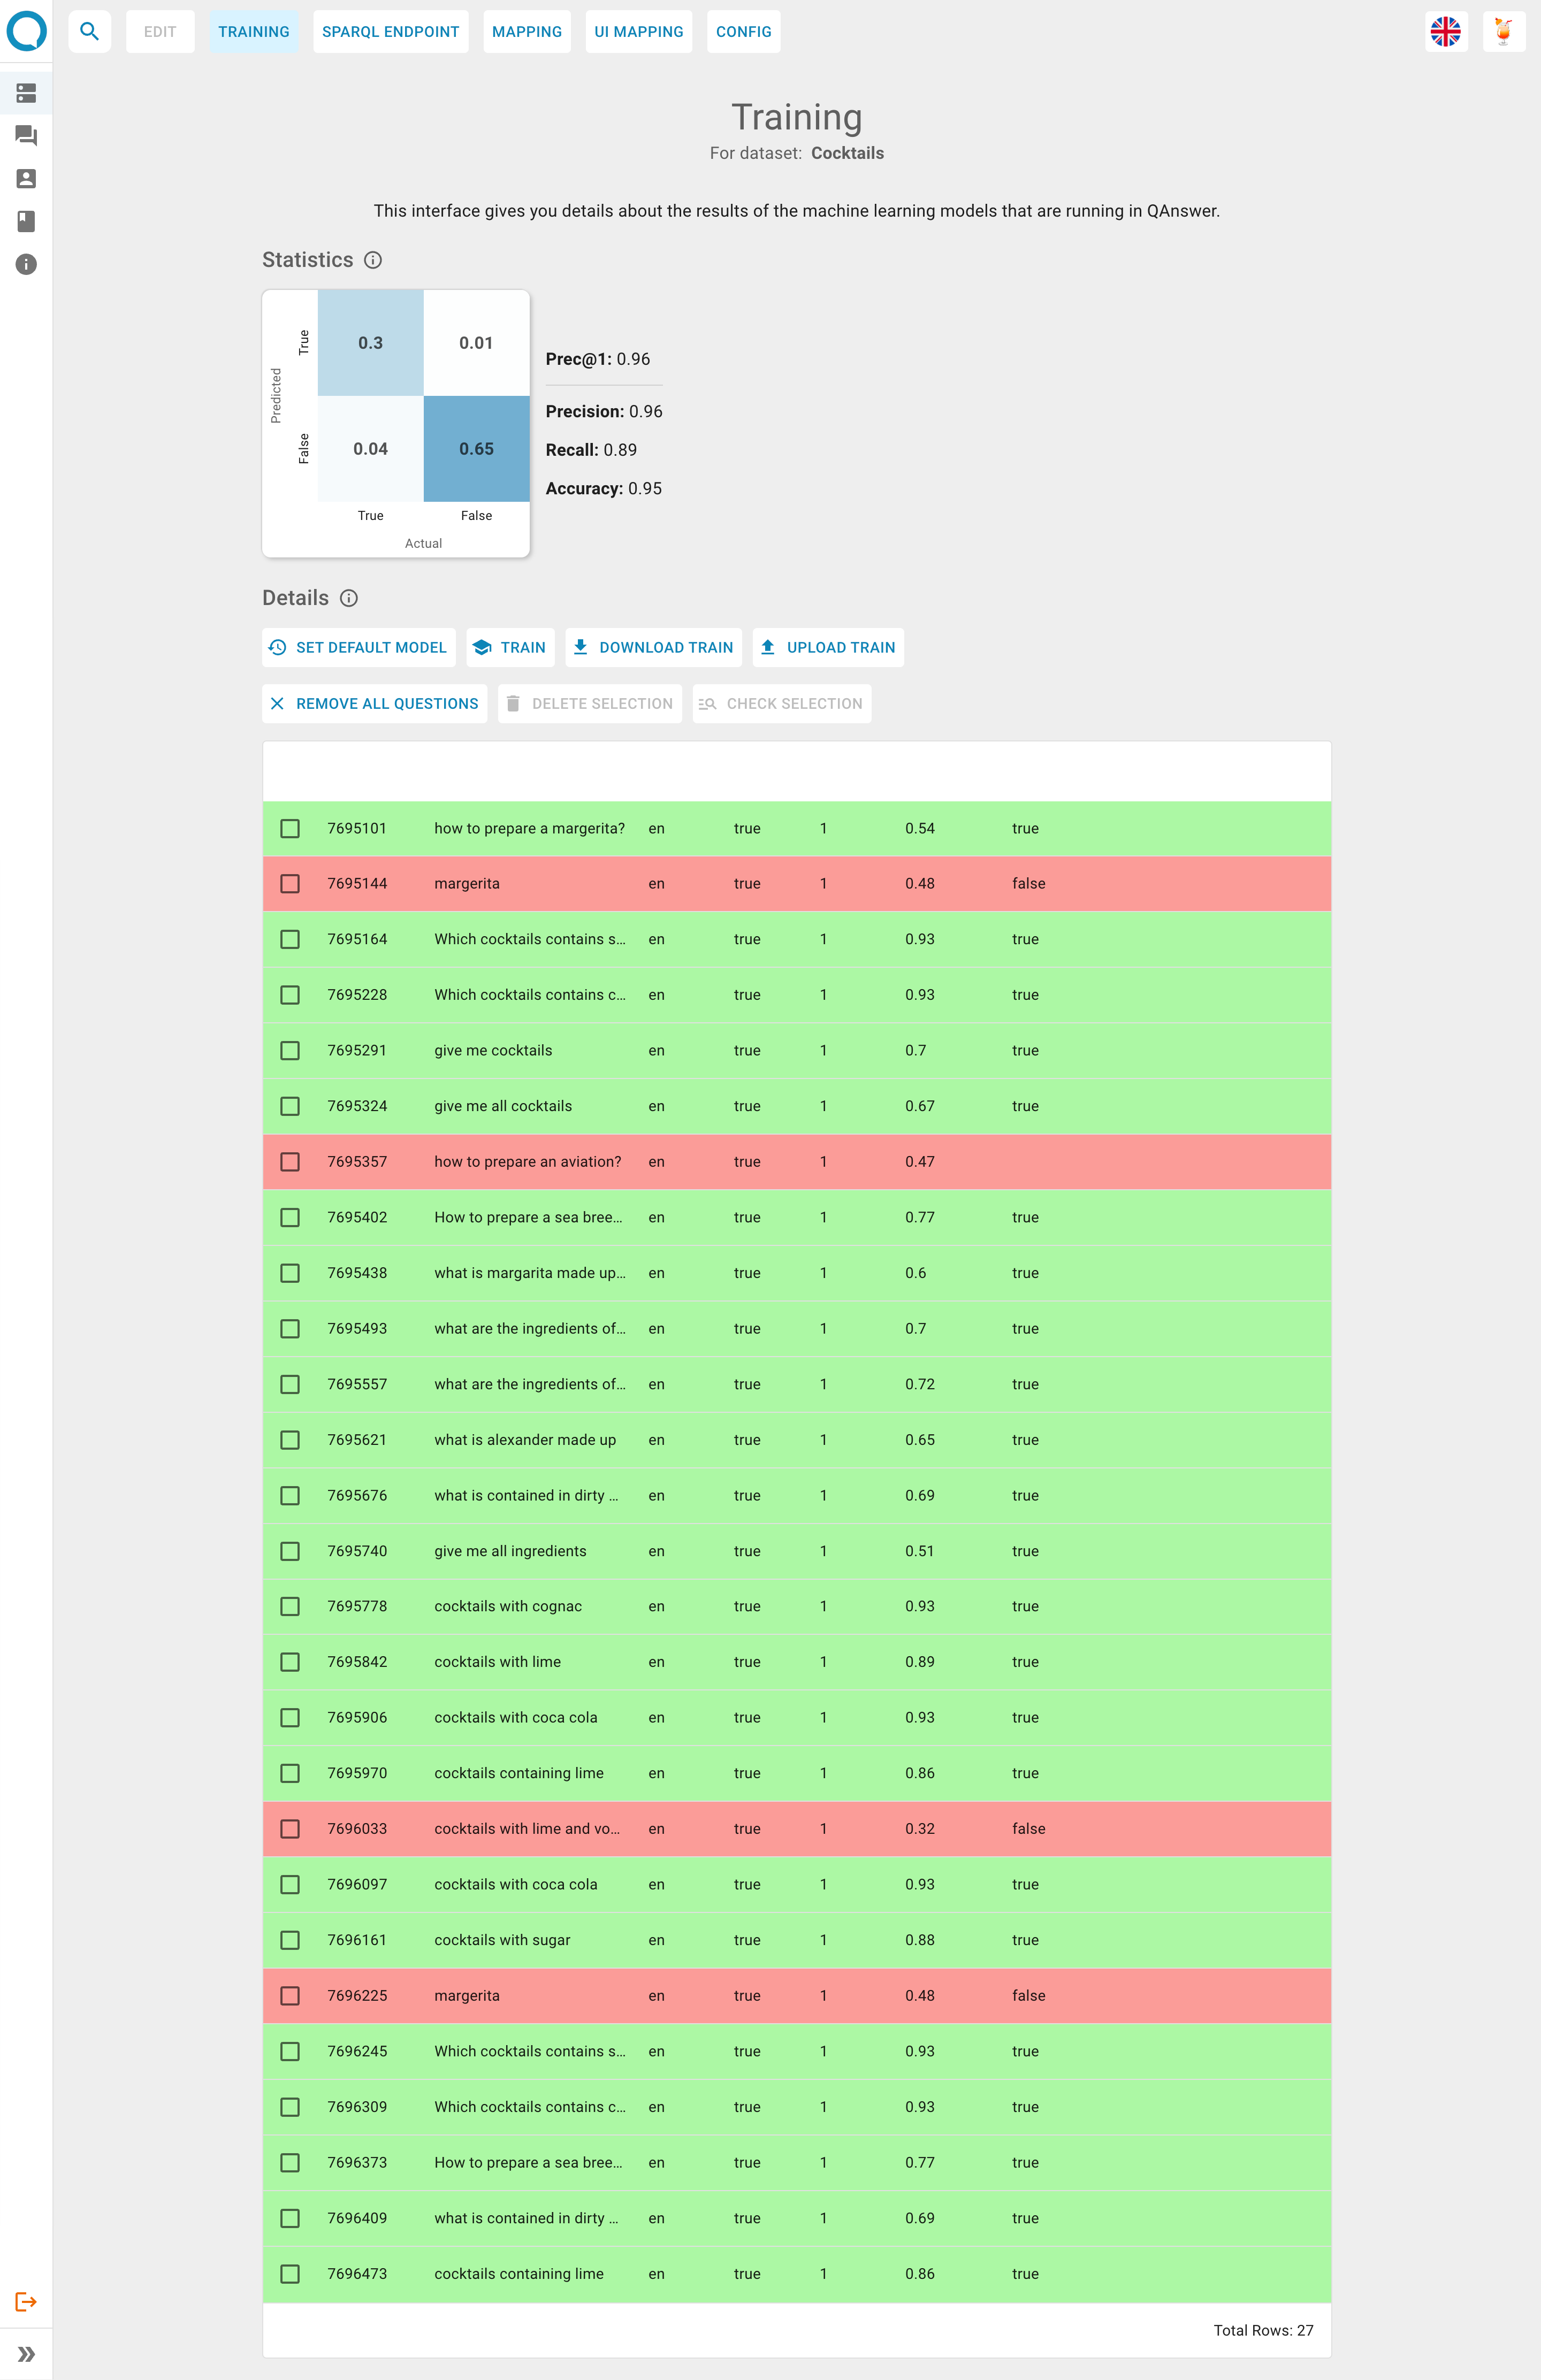 EDIT TRAINING SPARQL ENDPOINT MAPPING UI MAPPING CONFIG
Training
For dataset: Cocktails
This interface gives you details about the results of the machine learning models that are running in QAnswer.
Statistics
Predicted
True
0.3 0.01
False
0.04 0.65
True False
Actual
Prec@1: 0.96
Precision: 0.96
Recall: 0.89
Accuracy: 0.95
Details
SET DEFAULT MODEL TRAIN DOWNLOAD TRAIN UPLOAD TRAIN
REMOVE ALL QUESTIONS DELETE SELECTION CHECK SELECTION
7695101 how to prepare a margerita? en true 1 0.54 true
7695144 margerita en true 1 0.48 false
7695164 Which cocktails contains s... en true 1 0.93 true
7695228 Which cocktails contains c... en true 1 0.93 true
7695291 give me cocktails en true 1 0.7 true
7695324 give me all cocktails en true 1 0.67 true
7695357 how to prepare an aviation? en true 1 0.47
7695402 How to prepare a sea bree... en true 1 0.77 true
7695438 what is margarita made up... en true 1 0.6 true
7695493 what are the ingredients of... en true 1 0.7 true
7695557 what are the ingredients of... en true 1 0.72 true
7695621 what is alexander made up en true 1 0.65 true
7695676 what is contained in dirty ... en true 1 0.69 true
7695740 give me all ingredients en true 1 0.51 true
7695778 cocktails with cognac en true 1 0.93 true
7695842 cocktails with lime en true 1 0.89 true
7695906 cocktails with coca cola en true 1 0.93 true
7695970 cocktails containing lime en true 1 0.86 true
7696033 cocktails with lime and vo... en true 1 0.32 false
7696097 cocktails with coca cola en true 1 0.93 true
7696161 cocktails with sugar en true 1 0.88 true
7696225 margerita en true 1 0.48 false
7696245 Which cocktails contains s... en true 1 0.93 true
7696309 Which cocktails contains c... en true 1 0.93 true
7696373 How to prepare a sea bree... en true 1 0.77 true
7696409 what is contained in dirty ... en true 1 0.69 true
7696473 cocktails containing lime en true 1 0.86 true
Total Rows: 27